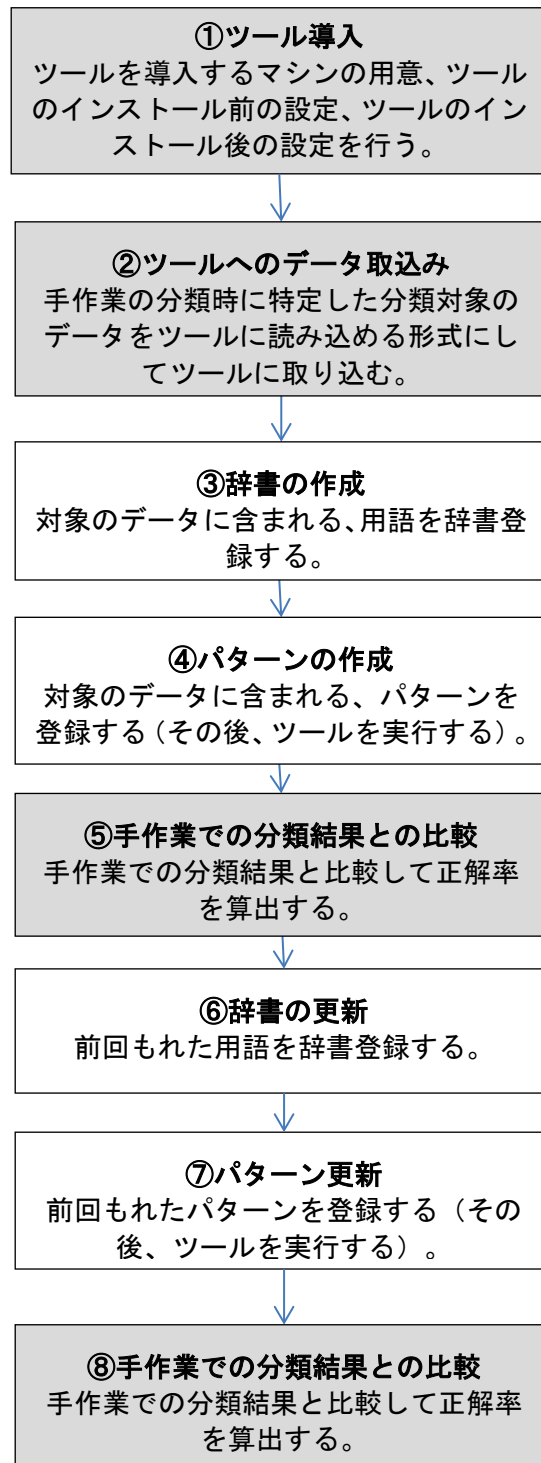 ①ツール導入
ツールを導入するマシンの用意、ツール
のインストール前の設定、ツールのイン
ストール後の設定を行う。
②ツールへのデータ取込み
手作業の分類時に特定した分類対象の
データをツールに読み込める形式にし
てツールに取り込む。
③辞書の作成
対象のデータに含まれる、用語を辞書登
録する。
④パターンの作成
対象のデータに含まれる、パターンを
登録する（その後、ツールを実行する）。
⑤手作業での分類結果との比較
手作業での分類結果と比較して正解率
を算出する。
⑥辞書の更新
前回もれた用語を辞書登録する。
⑦パターン更新
前回もれたパターンを登録する（その
後、ツールを実行する）。
⑧手作業での分類結果との比較
手作業での分類結果と比較して正解率
を算出する。